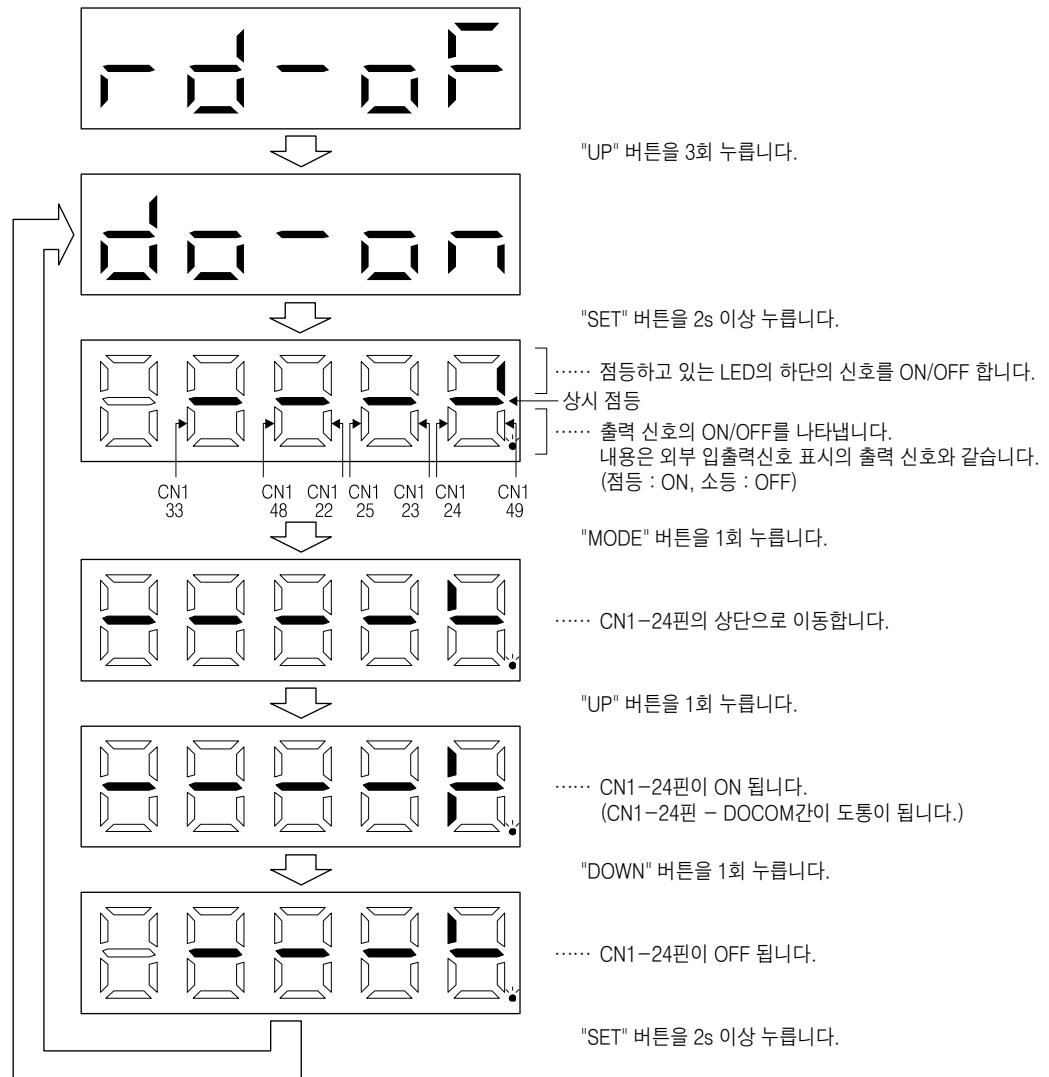 rd-oF
"UP" 버튼을 3회 누릅니다.
do-on
"SET" 버튼을 2s 이상 누릅니다.
…… 점등하고 있는 LED의 하단의 신호를 ON/OFF 합니다.
상시 점등
…… 출력 신호의 ON/OFF를 나타냅니다.
내용은 외부 입출력신호 표시의 출력 신호와 같습니다.
(점등 : ON, 소등 : OFF)
CN1 CN1 CN1 CN1 CN1 CN1 CN1
33 48 22 25 23 24 49
"MODE" 버튼을 1회 누릅니다.
…… CN1-24핀의 상단으로 이동합니다.
"UP" 버튼을 1회 누릅니다.
…… CN1-24핀이 ON 됩니다.
(CN1-24핀 - DOCOM간이 도통이 됩니다.)
"DOWN" 버튼을 1회 누릅니다.
…… CN1-24핀이 OFF 됩니다.
"SET" 버튼을 2s 이상 누릅니다.